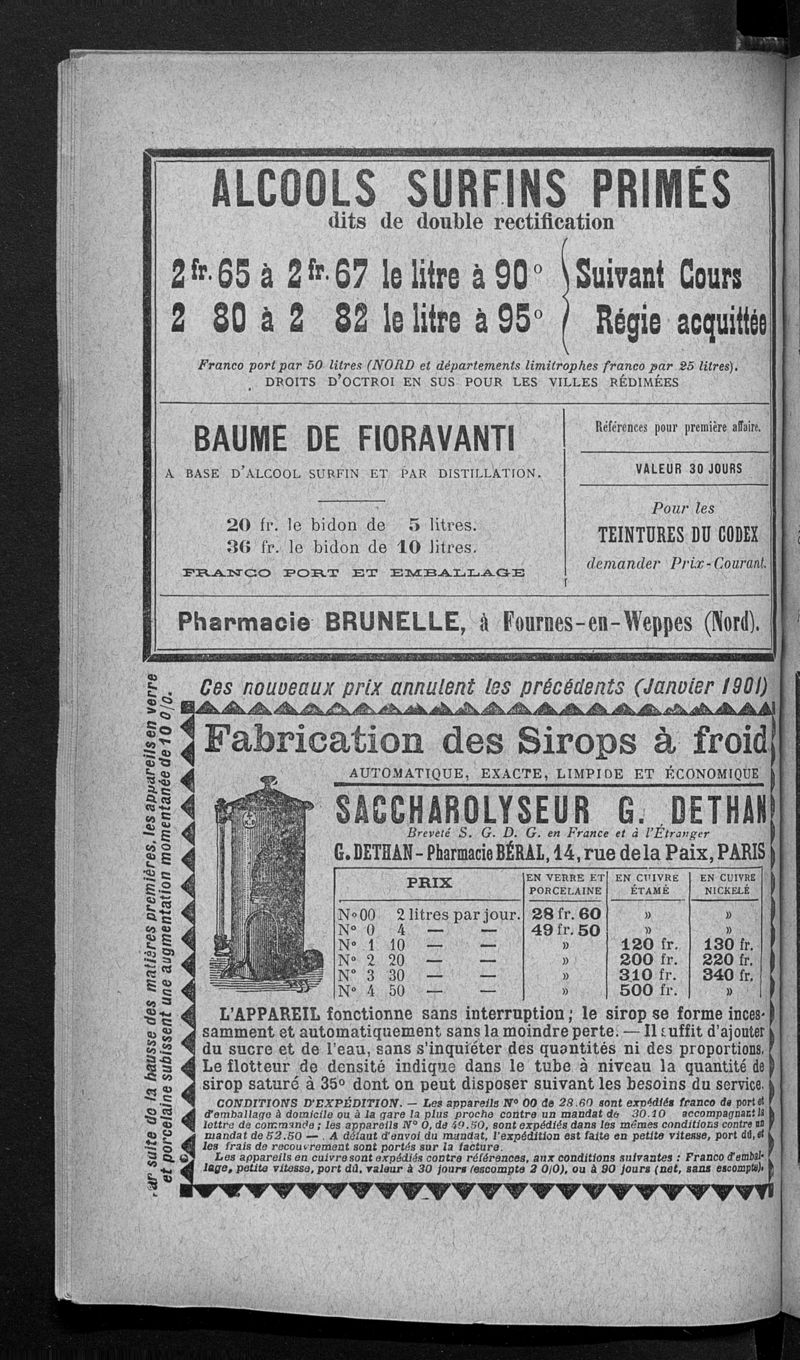 ALCOOLS SURFINS PRIMÉS
dits de double rectification
2 fr. 65 à 2 fr. 67 le litre à 90° Suivant Cours
2 80 à 2 82 le litre à 95° Régie acquittée
Franco port par 50 litres (NORD et départements limitrophes franco par 25 litres).
DROITS D'OCTROI EN SUS POUR LES VILLES RÉDIMÉES
BAUME DE FIORAVANTI
A BASE D'ALCOOL SURFIN ET PAR DISTILLATION.
20 fr. le bidon de 5 litres.
36 fr. le bidon de 10 litres.
FRANCO PORT ET EMBALLAGE
Références pour première affaire.
VALEUR 30 JOURS
Pour les
TEINTURES DU CODEX
demander Prix-Courant.
Pharmacie BRUNELLE, à Fournes-en-Weppes (Nord).
Ces nouveaux prix annulent les précédents (Janvier 1901)
Fabrication des Sirops à froid
AUTOMATIQUE, EXACTE, LIMPIDE ET ÉCONOMIQUE
SACCHAROLYSEUR G. DETHAN
Breveté S. G. D. G. en France et à l'Étranger
G. DETHAN - Pharmacie BÉRAL, 14, rue de la Paix, PARIS
PRIX EN VERRE ET PORCELAINE EN CUIVRE ÉTAMÉ EN CUIVRE NICKELÉ
N° 00 2 litres par jour. 28 fr. 60 » »
N° 0 4 — — 49 fr. 50 » »
N° 1 10 — — » 120 fr. 130 fr.
N° 2 20 — — » 200 fr. 220 fr.
N° 3 30 — — » 310 fr. 340 fr.
N° 4 50 — — » 500 fr. »
L'APPAREIL fonctionne sans interruption ; le sirop se forme inces-
samment et automatiquement sans la moindre perte. — Il suffit d'ajouter
du sucre et de l'eau, sans s'inquiéter des quantités ni des proportions.
Le flotteur de densité indique dans le tube à niveau la quantité de
sirop saturé à 35° dont on peut disposer suivant les besoins du service.
CONDITIONS D'EXPÉDITION. — Les appareils N° 00 de 28.60 sont expédiés franco de port et
d'emballage à domicile ou à la gare la plus proche contre un mandat de 30.10 accompagnant la
lettre de commande ; les appareils N° 0, de 49.50, sont expédiés dans les mêmes conditions contre un
mandat de 52.50 — . A défaut d'envoi du mandat, l'expédition est faite en petite vitesse, port dû, et
les frais de recouvrement sont portés sur la facture.
Les appareils en cuivre sont expédiés contre références, aux conditions suivantes : Franco d'embal-
lage, petite vitesse, port dû, valeur à 30 jours (escompte 2 0/0), ou à 90 jours (net, sans escompte).
ar suite de la hausse des matières premières, les appareils en verre
et porcelaine subissent une augmentation momentanée de 10 0/0.